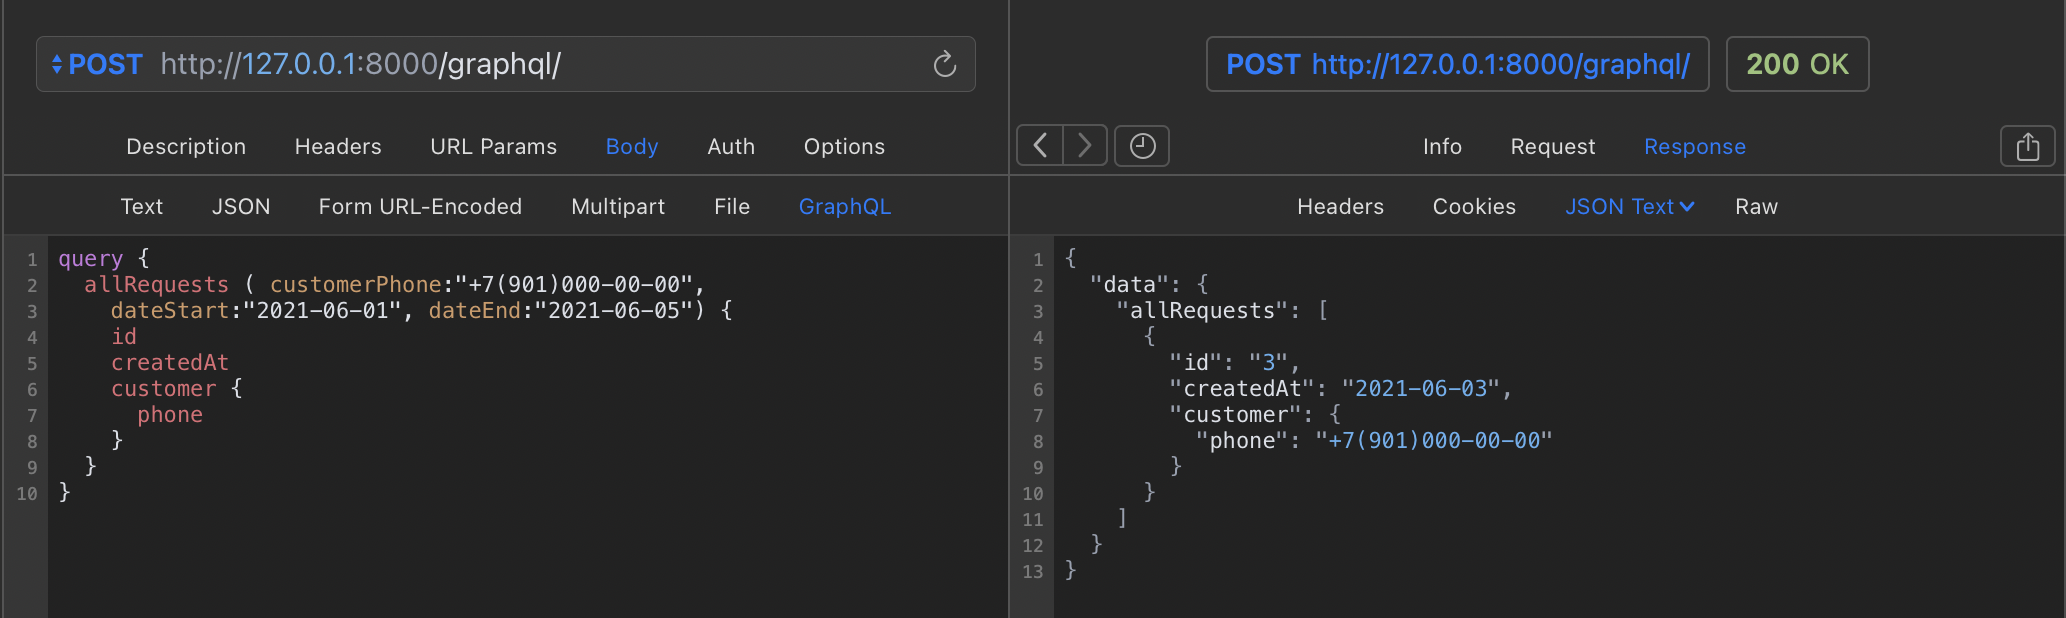 POST http://127.0.0.1:8000/graphql/
Description Headers URL Params Body Auth Options
Text JSON Form URL-Encoded Multipart File GraphQL
1 query {
2   allRequests ( customerPhone:"+7(901)000-00-00",
3     dateStart:"2021-06-01", dateEnd:"2021-06-05") {
4     id
5     createdAt
6     customer {
7       phone
8     }
9   }
10 }
POST http://127.0.0.1:8000/graphql/ 200 OK
Info Request Response
Headers Cookies JSON Text Raw
1 {
2   "data": {
3     "allRequests": [
4       {
5         "id": "3",
6         "createdAt": "2021-06-03",
7         "customer": {
8           "phone": "+7(901)000-00-00"
9         }
10       }
11     ]
12   }
13 }